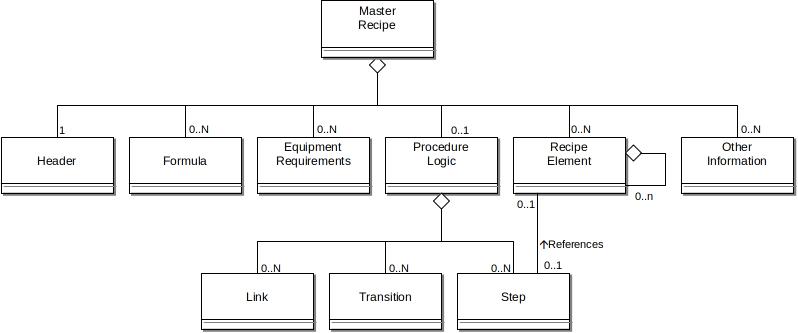 Master
Recipe
1
0..N
0..N
0..1
0..N
0..N
Header
Formula
Equipment
Requirements
Procedure
Logic
Recipe
Element
Other
Information
0..n
0..1
↑References
0..N
0..N
0..N
0..1
Link
Transition
Step